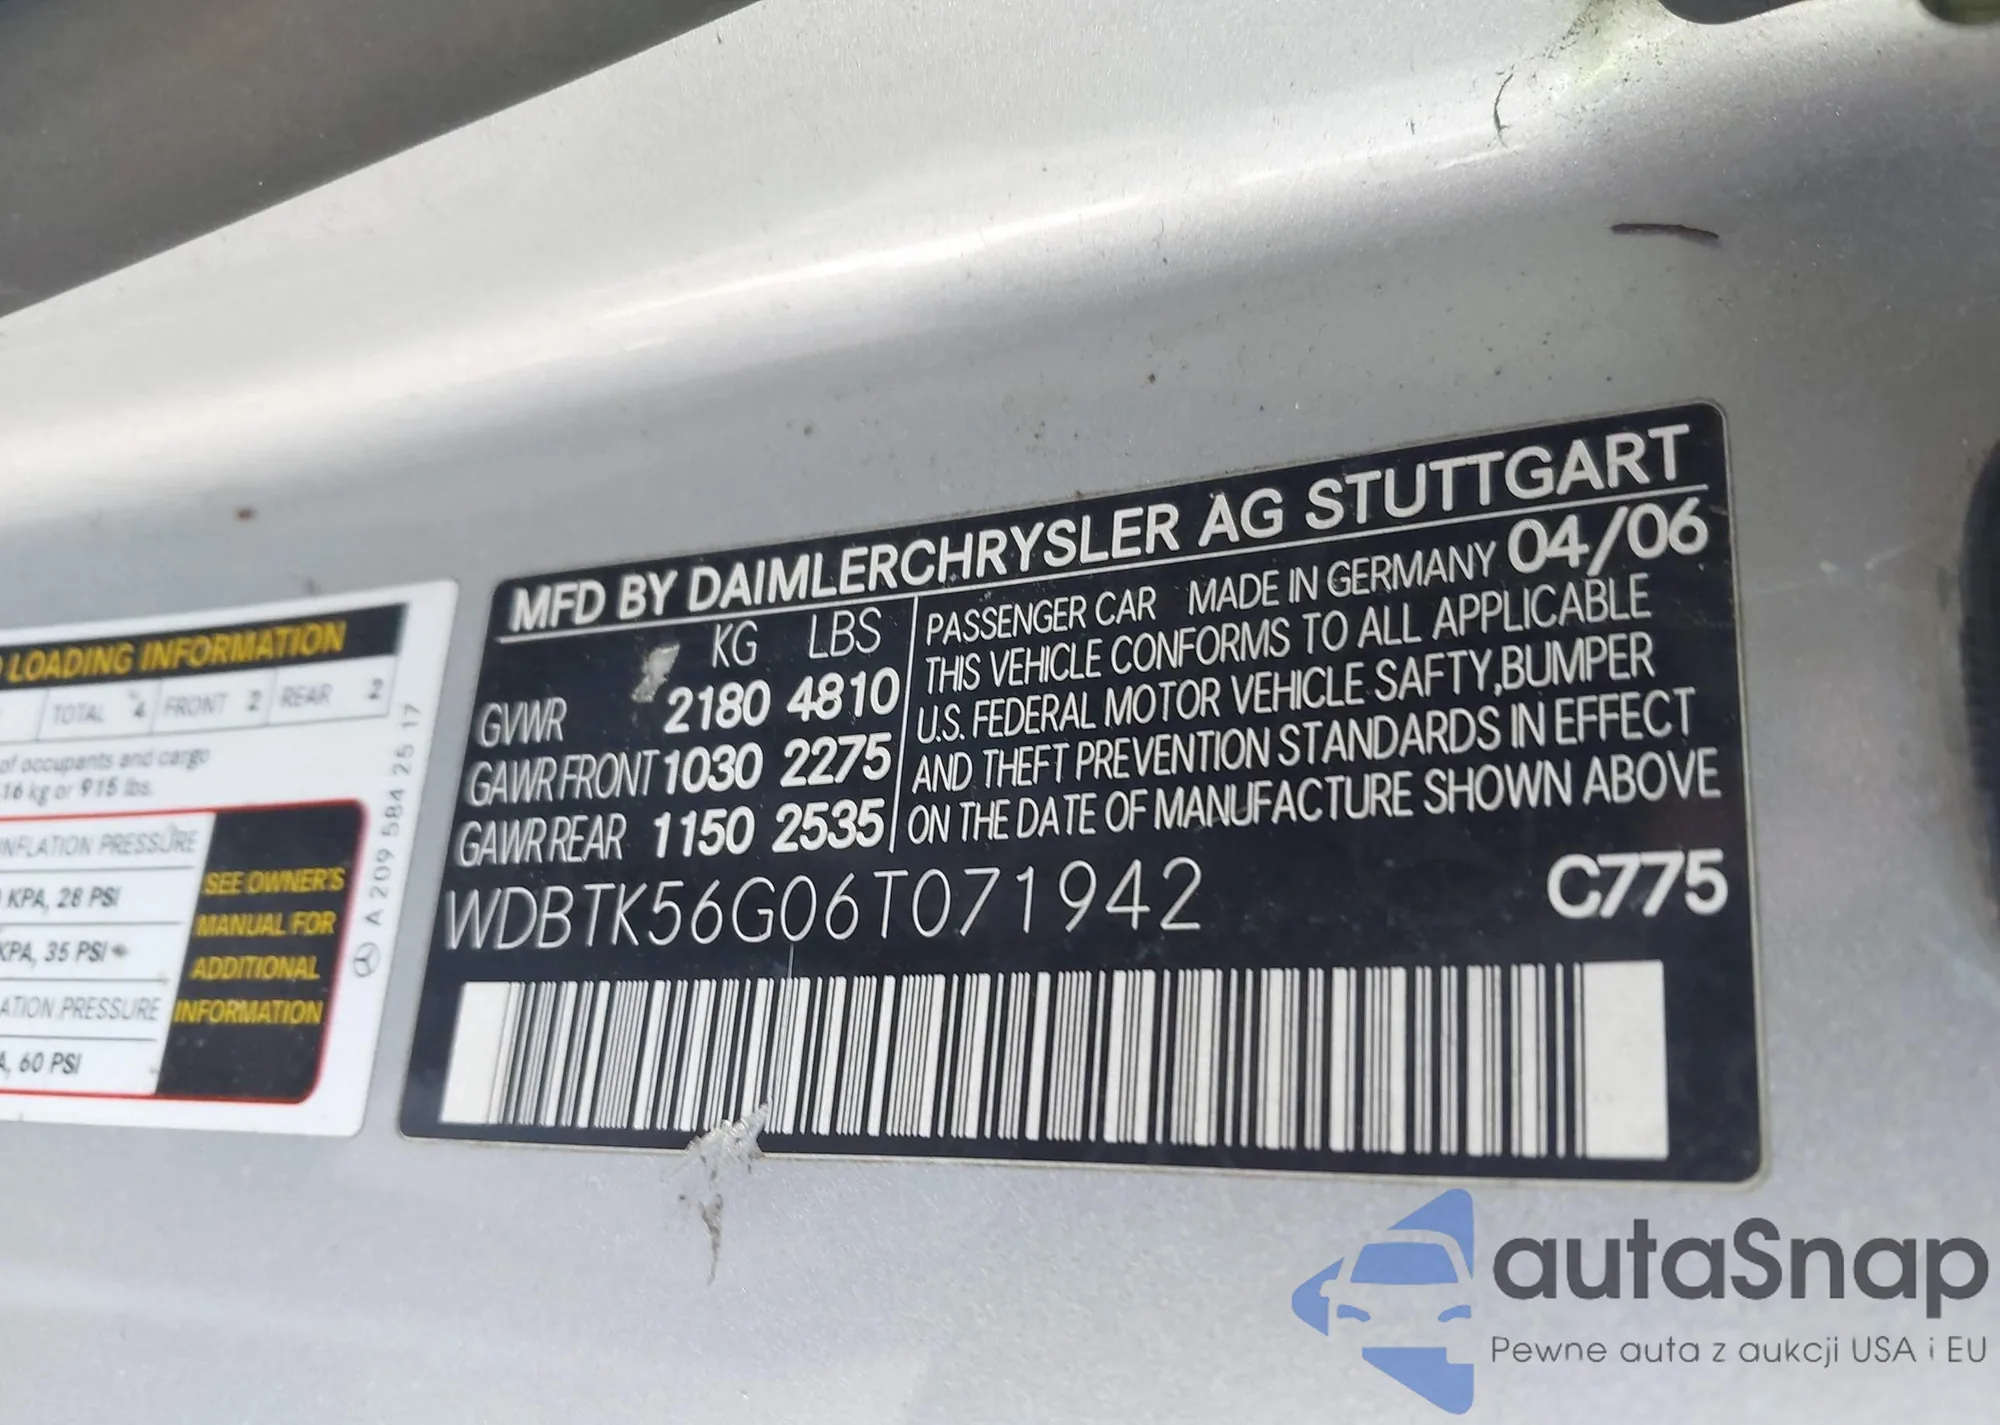 MFD BY DAIMLERCHRYSLER AG STUTTGART
KG LBS
GVWR 2180 4810
GAWR FRONT 1030 2275
GAWR REAR 1150 2535
PASSENGER CAR MADE IN GERMANY 04/06
THIS VEHICLE CONFORMS TO ALL APPLICABLE
U.S. FEDERAL MOTOR VEHICLE SAFTY,BUMPER
AND THEFT PREVENTION STANDARDS IN EFFECT
ON THE DATE OF MANUFACTURE SHOWN ABOVE
WDBTK56G06T071942 C775
LOADING INFORMATION
TOTAL 4 FRONT 2 REAR 2
of occupants and cargo
kg or 915 lbs.
PRESSURE
KPA, 28 PSI
KPA, 35 PSI
PRESSURE
60 PSI
SEE OWNER'S
MANUAL FOR
ADDITIONAL
INFORMATION
A 209 584 25 17
autaSnap
Pewne auta z aukcji USA i EU